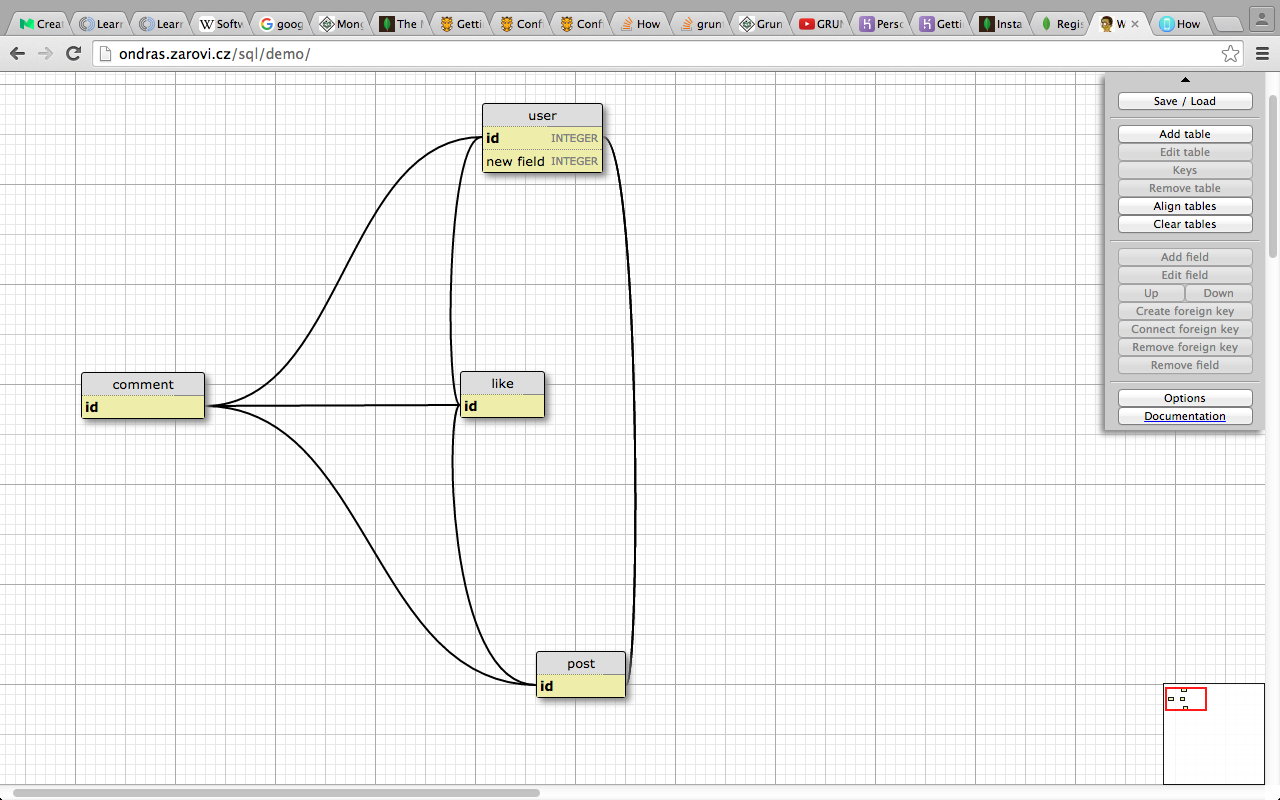 Creat
Learn
Learn
Softw
goog
Mong
The M
Getti
Confi
Confi
How
grun
Grun
GRUN
Perso
Getti
Insta
Regis
W
How
ondras.zarovi.cz/sql/demo/
Save / Load
Add table
Edit table
Keys
Remove table
Align tables
Clear tables
Add field
Edit field
Up Down
Create foreign key
Connect foreign key
Remove foreign key
Remove field
Options
Documentation
user
id INTEGER
new field INTEGER
comment
id
like
id
post
id